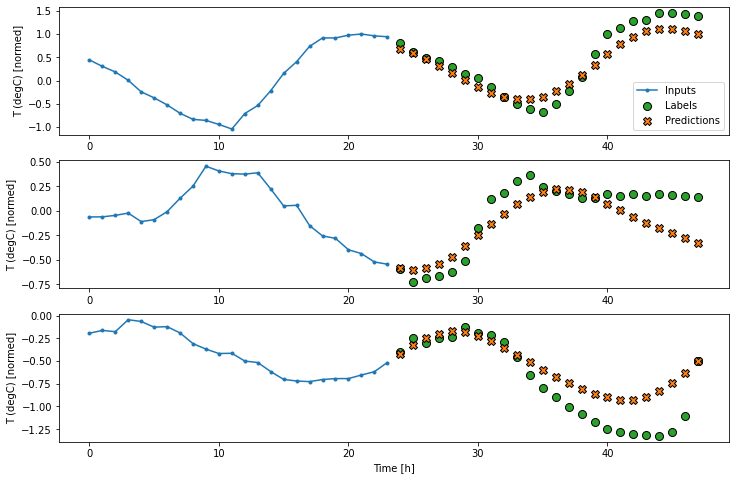 T (degC) [normed]
1.5
1.0
0.5
0.0
−0.5
−1.0
0 10 20 30 40
Inputs
Labels
Predictions
T (degC) [normed]
0.50
0.25
0.00
−0.25
−0.50
−0.75
0 10 20 30 40
T (degC) [normed]
0.00
−0.25
−0.50
−0.75
−1.00
−1.25
0 10 20 30 40
Time [h]